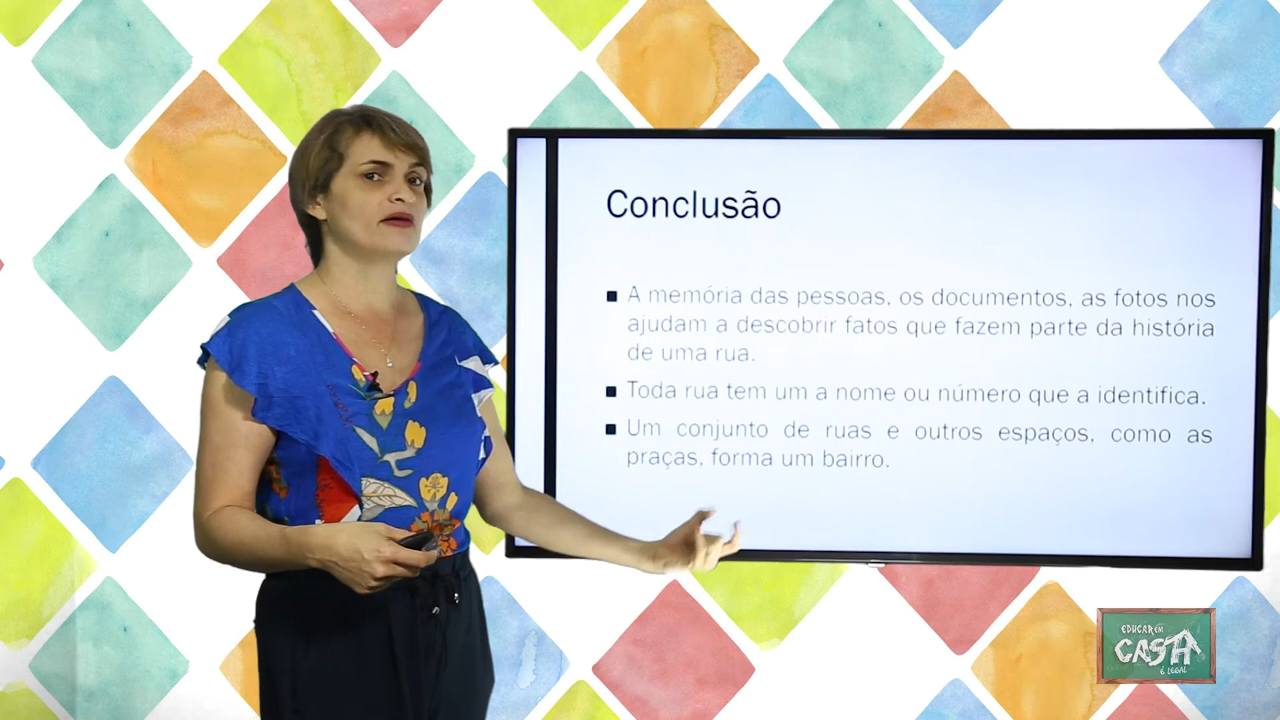 Conclusão
A memória das pessoas, os documentos, as fotos nos
ajudam a descobrir fatos que fazem parte da história
de uma rua.
Toda rua tem um a nome ou número que a identifica.
Um conjunto de ruas e outros espaços, como as
praças, forma um bairro.
EDUCAR EM
CASA
É LEGAL